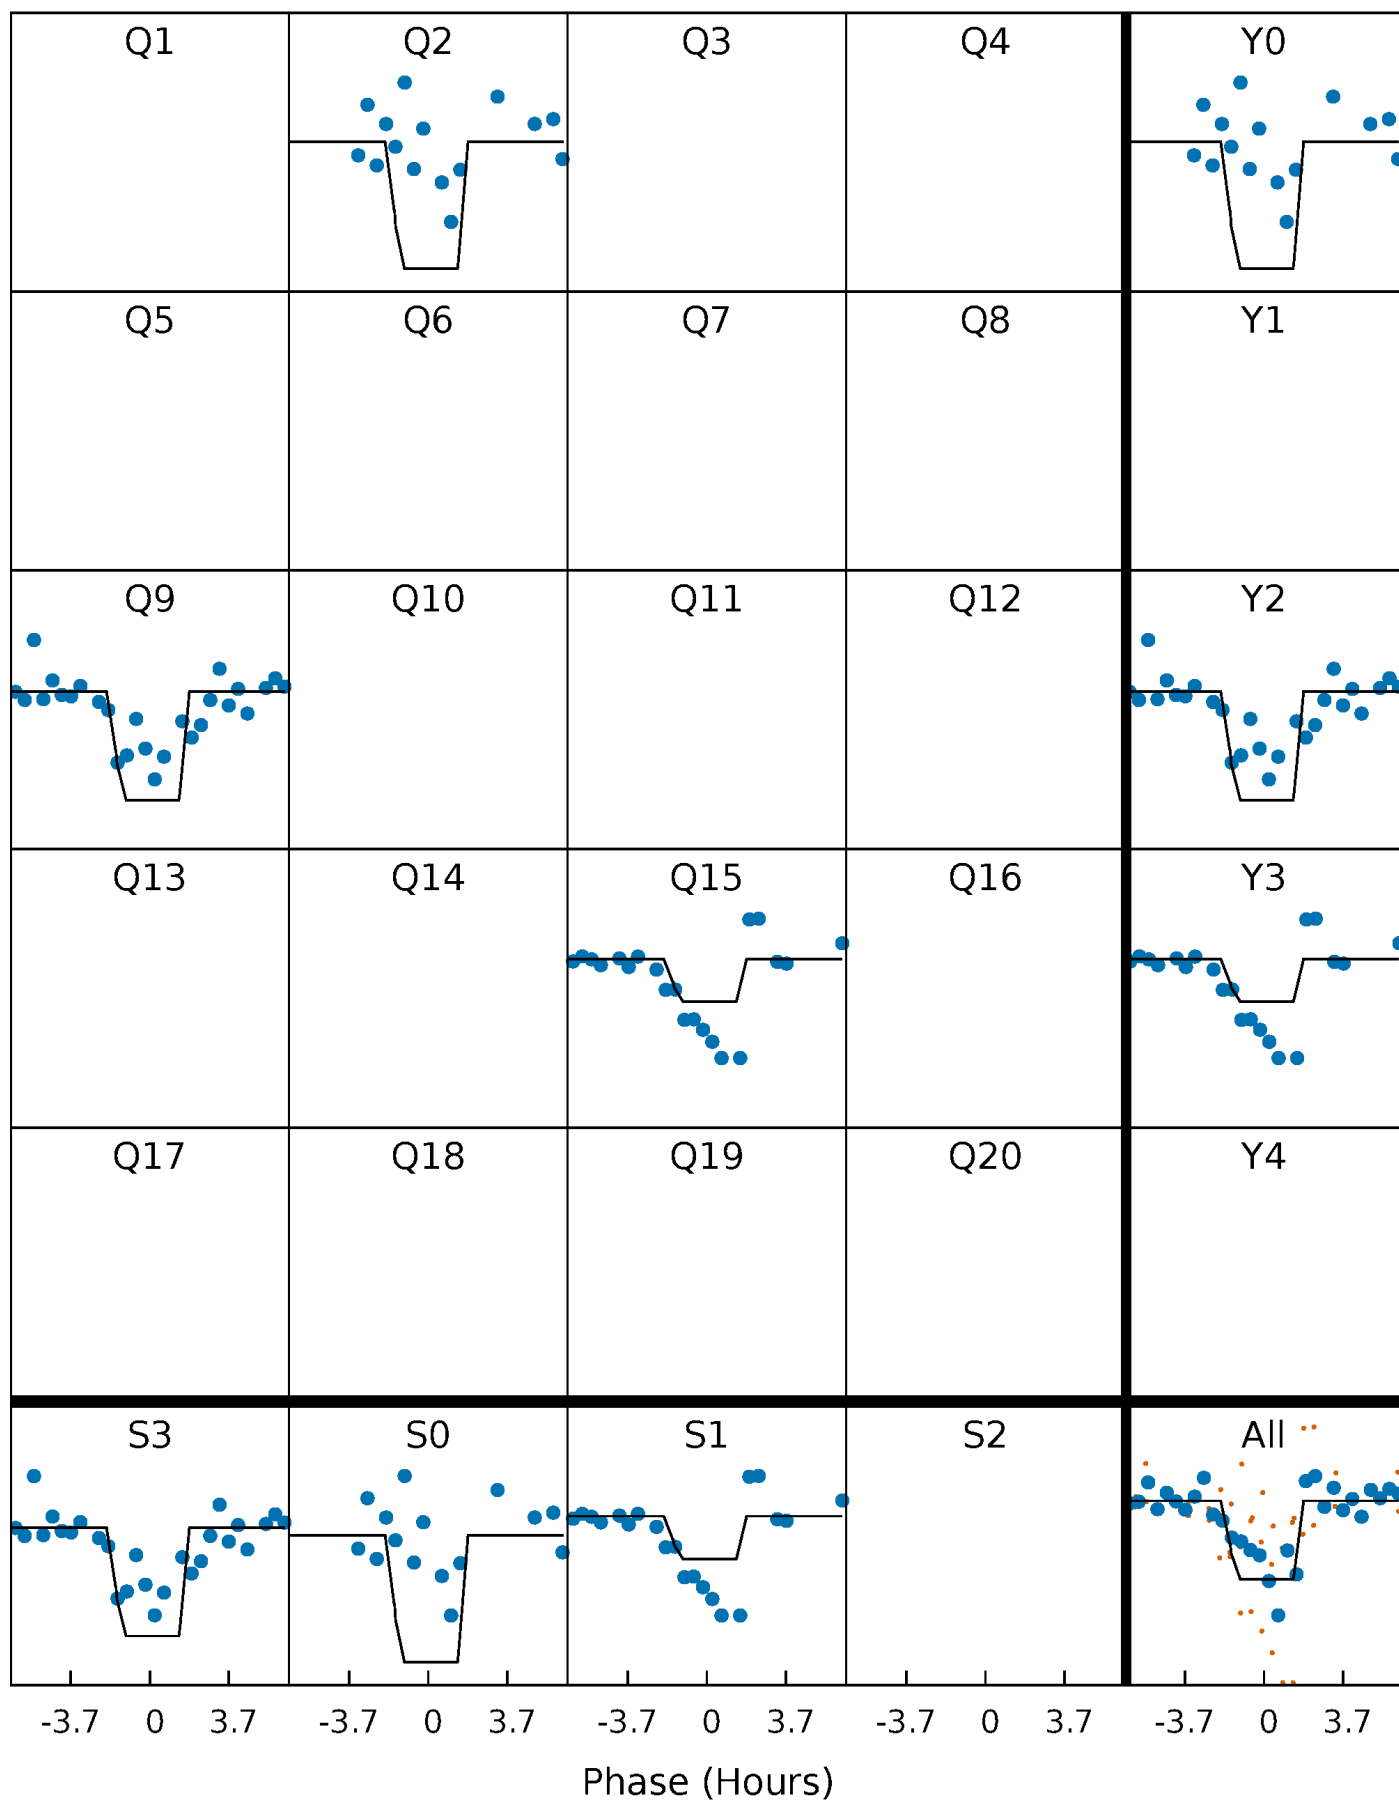 Q1 Q2 Q3 Q4 Y0
Q5 Q6 Q7 Q8 Y1
Q9 Q10 Q11 Q12 Y2
Q13 Q14 Q15 Q16 Y3
Q17 Q18 Q19 Q20 Y4
S3 S0 S1 S2 All
-3.7 0 3.7 -3.7 0 3.7 -3.7 0 3.7 -3.7 0 3.7 -3.7 0 3.7
Phase (Hours)